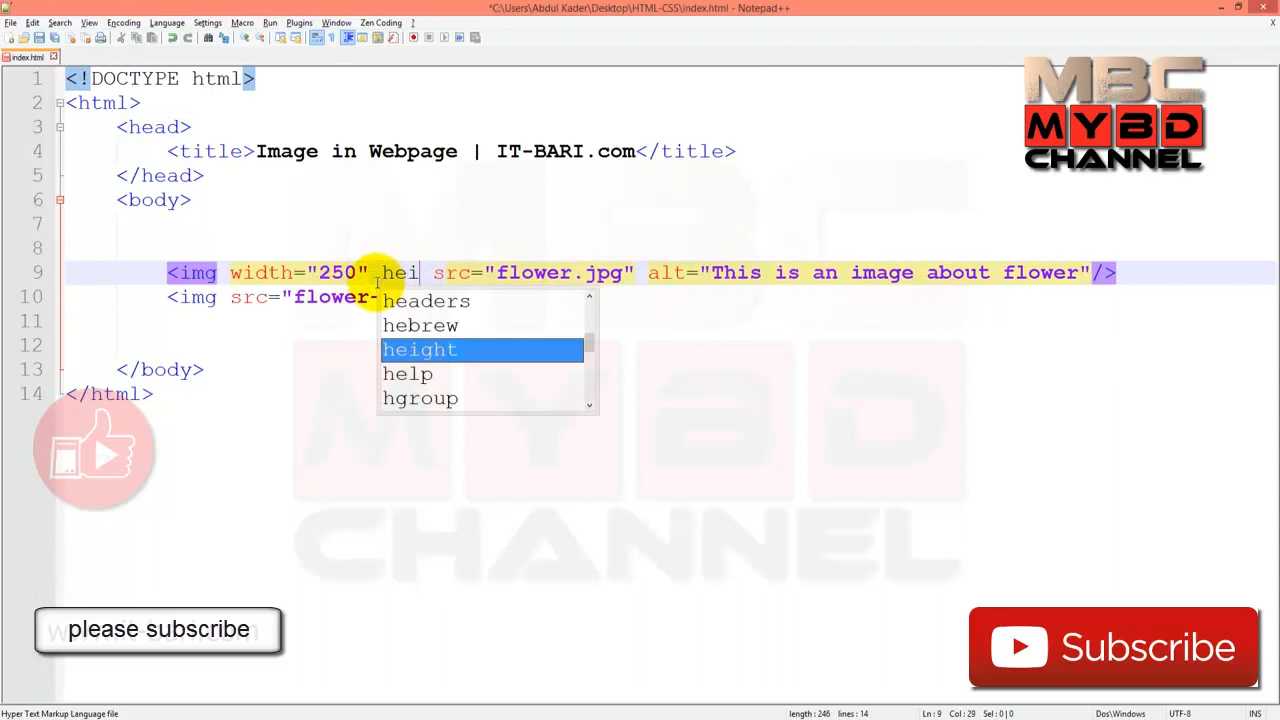 *C:\Users\Abdul Kader\Desktop\HTML-CSS\index.html - Notepad++
File Edit Search View Encoding Language Settings Macro Run Plugins Window Zen Coding ? X
index.html
1 <!DOCTYPE html>
2 <html>
3 <head>
4 <title>Image in Webpage | IT-BARI.com</title>
5 </head>
6 <body>
7
8
9 <img width="250" hei src="flower.jpg" alt="This is an image about flower"/>
10 <img src="flower-
11
12
13 </body>
14 </html>
headers
hebrew
height
help
hgroup
MBC
MYBD
CHANNEL
MBC
MYBD
CHANNEL
please subscribe
Subscribe
Hyper Text Markup Language file length : 246 lines : 14 Ln : 9 Col : 29 Sel : 0 | 0 Dos\Windows UTF-8 INS